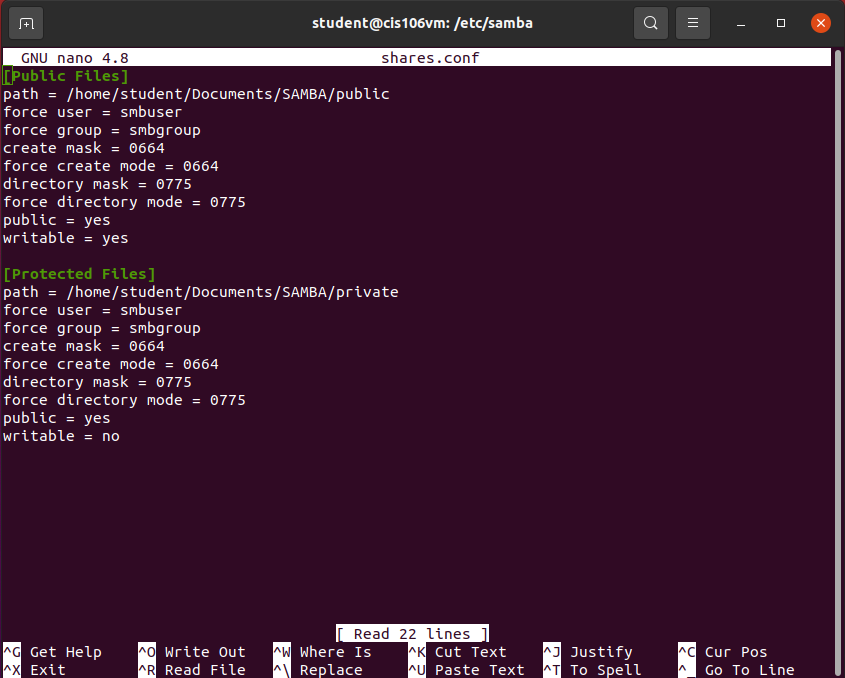 student@cis106vm: /etc/samba
GNU nano 4.8 shares.conf
[Public Files]
path = /home/student/Documents/SAMBA/public
force user = smbuser
force group = smbgroup
create mask = 0664
force create mode = 0664
directory mask = 0775
force directory mode = 0775
public = yes
writable = yes
[Protected Files]
path = /home/student/Documents/SAMBA/private
force user = smbuser
force group = smbgroup
create mask = 0664
force create mode = 0664
directory mask = 0775
force directory mode = 0775
public = yes
writable = no
[ Read 22 lines ]
^G Get Help ^O Write Out ^W Where Is ^K Cut Text ^J Justify ^C Cur Pos
^X Exit ^R Read File ^\ Replace ^U Paste Text ^T To Spell ^_ Go To Line